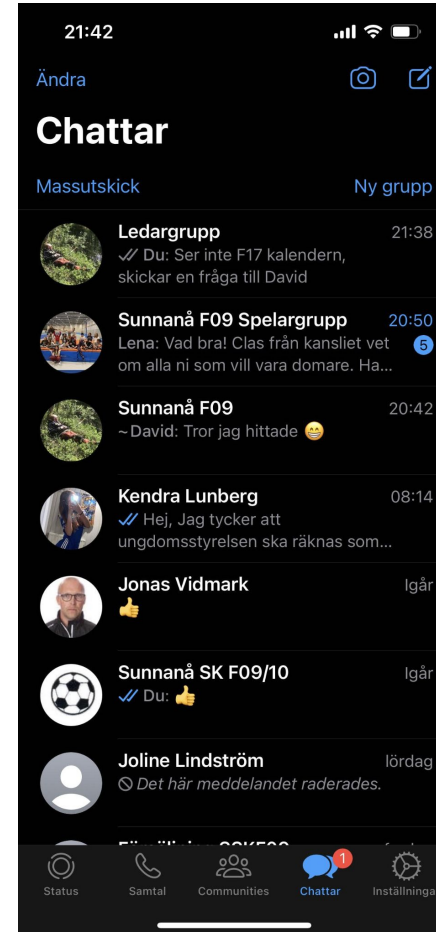 21:42
Ändra
Chattar
Massutskick
Ny grupp
Ledargrupp
21:38
Du: Ser inte F17 kalendern,
skickar en fråga till David
Sunnanå F09 Spelargrupp
20:50
Lena: Vad bra! Clas från kansliet vet
5
om alla ni som vill vara domare. Ha...
Sunnanå F09
20:42
~David: Tror jag hittade 😁
Kendra Lunberg
08:14
Hej, Jag tycker att
ungdomsstyrelsen ska räknas som...
Jonas Vidmark
Igår
👍
Sunnanå SK F09/10
Igår
Du: 👍
Joline Lindström
lördag
Det här meddelandet raderades.
1
Status
Samtal
Communities
Chattar
Inställninga